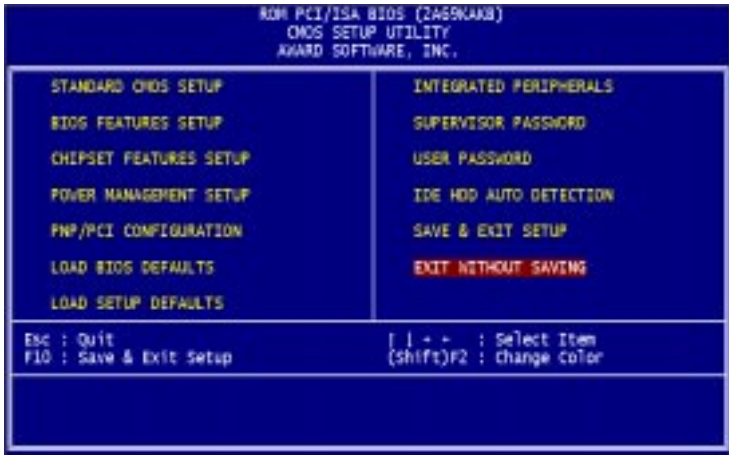 ROM PCI/ISA BIOS (2A69KAKB)
CMOS SETUP UTILITY
AWARD SOFTWARE, INC.
STANDARD CMOS SETUP
BIOS FEATURES SETUP
CHIPSET FEATURES SETUP
POWER MANAGEMENT SETUP
PNP/PCI CONFIGURATION
LOAD BIOS DEFAULTS
LOAD SETUP DEFAULTS
INTEGRATED PERIPHERALS
SUPERVISOR PASSWORD
USER PASSWORD
IDE HDD AUTO DETECTION
SAVE & EXIT SETUP
EXIT WITHOUT SAVING
Esc : Quit
F10 : Save & Exit Setup
: Select Item
(Shift)F2 : Change Color